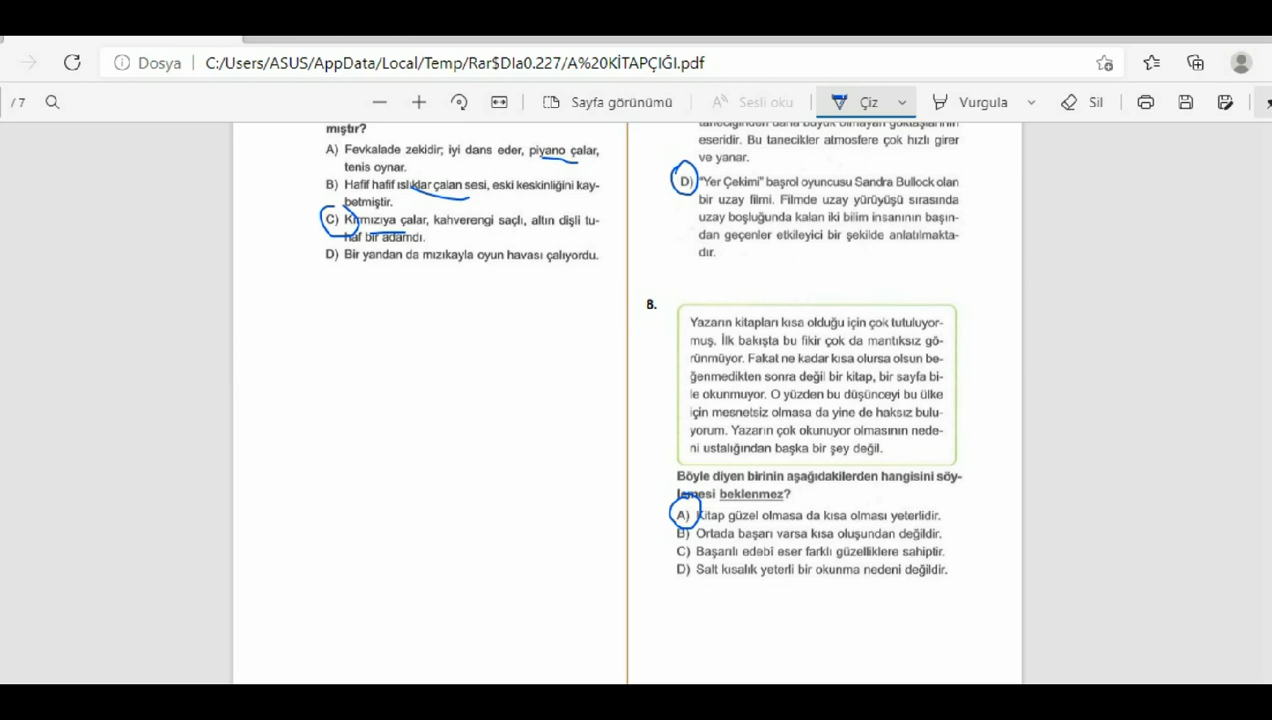 Dosya
C:/Users/ASUS/AppData/Local/Temp/Rar$DIa0.227/A%20KİTAPÇIĞI.pdf
/7
Sayfa görünümü
Sesli oku
Çiz
Vurgula
Sil
mıştır?
A) Fevkalade zekidir; iyi dans eder, piyano çalar,
tenis oynar.
B) Hafif hafif ıslıklar çalan sesi, eski keskinliğini kay-
betmiştir.
C) Kırmızıya çalar, kahverengi saçlı, altın dişli tu-
haf bir adamdı.
D) Bir yandan da mızıkayla oyun havası çalıyordu.
taneciğinden daha büyük olmayan göktaşlarının
eseridir. Bu tanecikler atmosfere çok hızlı girer
ve yanar.
D) "Yer Çekimi" başrol oyuncusu Sandra Bullock olan
bir uzay filmi. Filmde uzay yürüyüşü sırasında
uzay boşluğunda kalan iki bilim insanının başın-
dan geçenler etkileyici bir şekilde anlatılmakta-
dır.
8.
Yazarın kitapları kısa olduğu için çok tutuluyor-
muş. İlk bakışta bu fikir çok da mantıksız gö-
rünmüyor. Fakat ne kadar kısa olursa olsun be-
ğenmedikten sonra değil bir kitap, bir sayfa bi-
le okunmuyor. O yüzden bu düşünceyi bu ülke
için mesnetsiz olmasa da yine de haksız bulu-
yorum. Yazarın çok okunuyor olmasının nede-
ni ustalığından başka bir şey değil.
Böyle diyen birinin aşağıdakilerden hangisini söy-
lemesi beklenmez?
A) Kitap güzel olmasa da kısa olması yeterlidir.
B) Ortada başarı varsa kısa oluşundan değildir.
C) Başarılı edebî eser farklı güzelliklere sahiptir.
D) Salt kısalık yeterli bir okunma nedeni değildir.